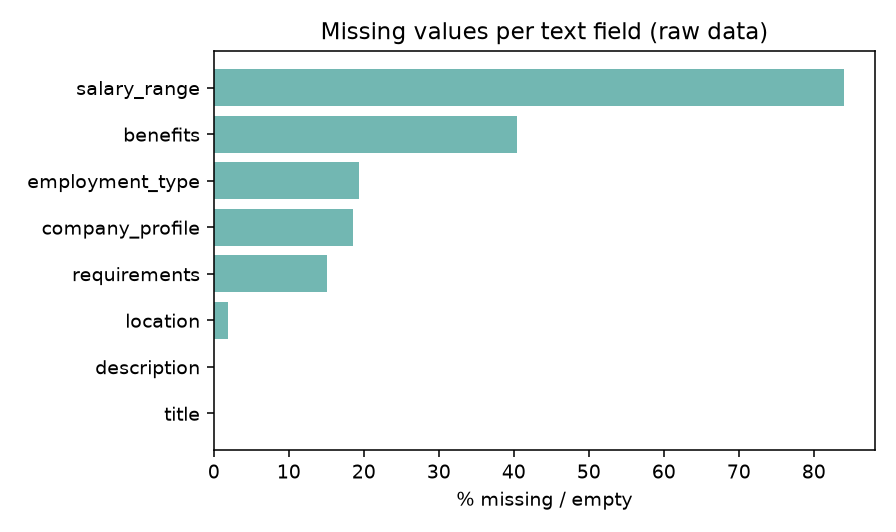 Missing values per text field (raw data)
salary_range
benefits
employment_type
company_profile
requirements
location
description
title
0 10 20 30 40 50 60 70 80
% missing / empty